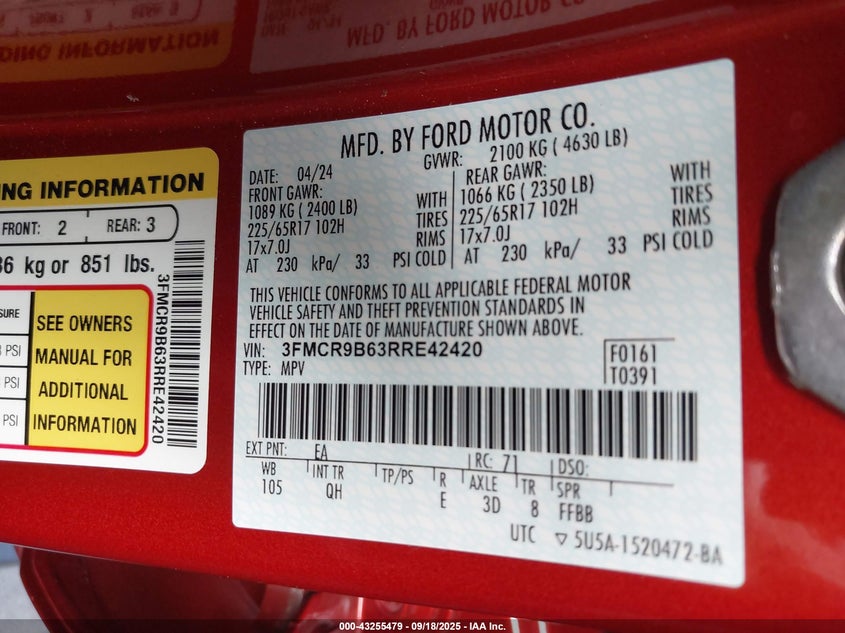 MFD. BY FORD MOTOR CO.
DATE: 04/24
GVWR: 2100 KG ( 4630 LB)
FRONT GAWR:
1089 KG (2400 LB)
225/65R17 102H
17x7.0J
WITH
TIRES
RIMS
AT 230 kPa/ 33 PSI COLD
REAR GAWR:
1066 KG ( 2350 LB)
225/65R17 102H
17x7.0J
WITH
TIRES
RIMS
AT 230 kPa/ 33 PSI COLD
THIS VEHICLE CONFORMS TO ALL APPLICABLE FEDERAL MOTOR
VEHICLE SAFETY AND THEFT PREVENTION STANDARDS IN
EFFECT ON THE DATE OF MANUFACTURE SHOWN ABOVE.
VIN: 3FMCR9B63RRE42420
TYPE: MPV
F0161
T0391
EXT PNT: EA RC: 71 DSO:
WB INT TR TP/PS R AXLE TR SPR
105 QH E 3D 8 FFBB
UTC ▽ 5U5A-1520472-BA
INFORMATION
FRONT: 2 REAR: 3
kg or 851 lbs.
3FMCR9B63RRE42420
PSI
PSI
PSI
SEE OWNERS
MANUAL FOR
ADDITIONAL
INFORMATION
MFD. BY FORD MOTOR CO.
INFORMATION
000-43255479 - 09/18/2025 - IAA Inc.